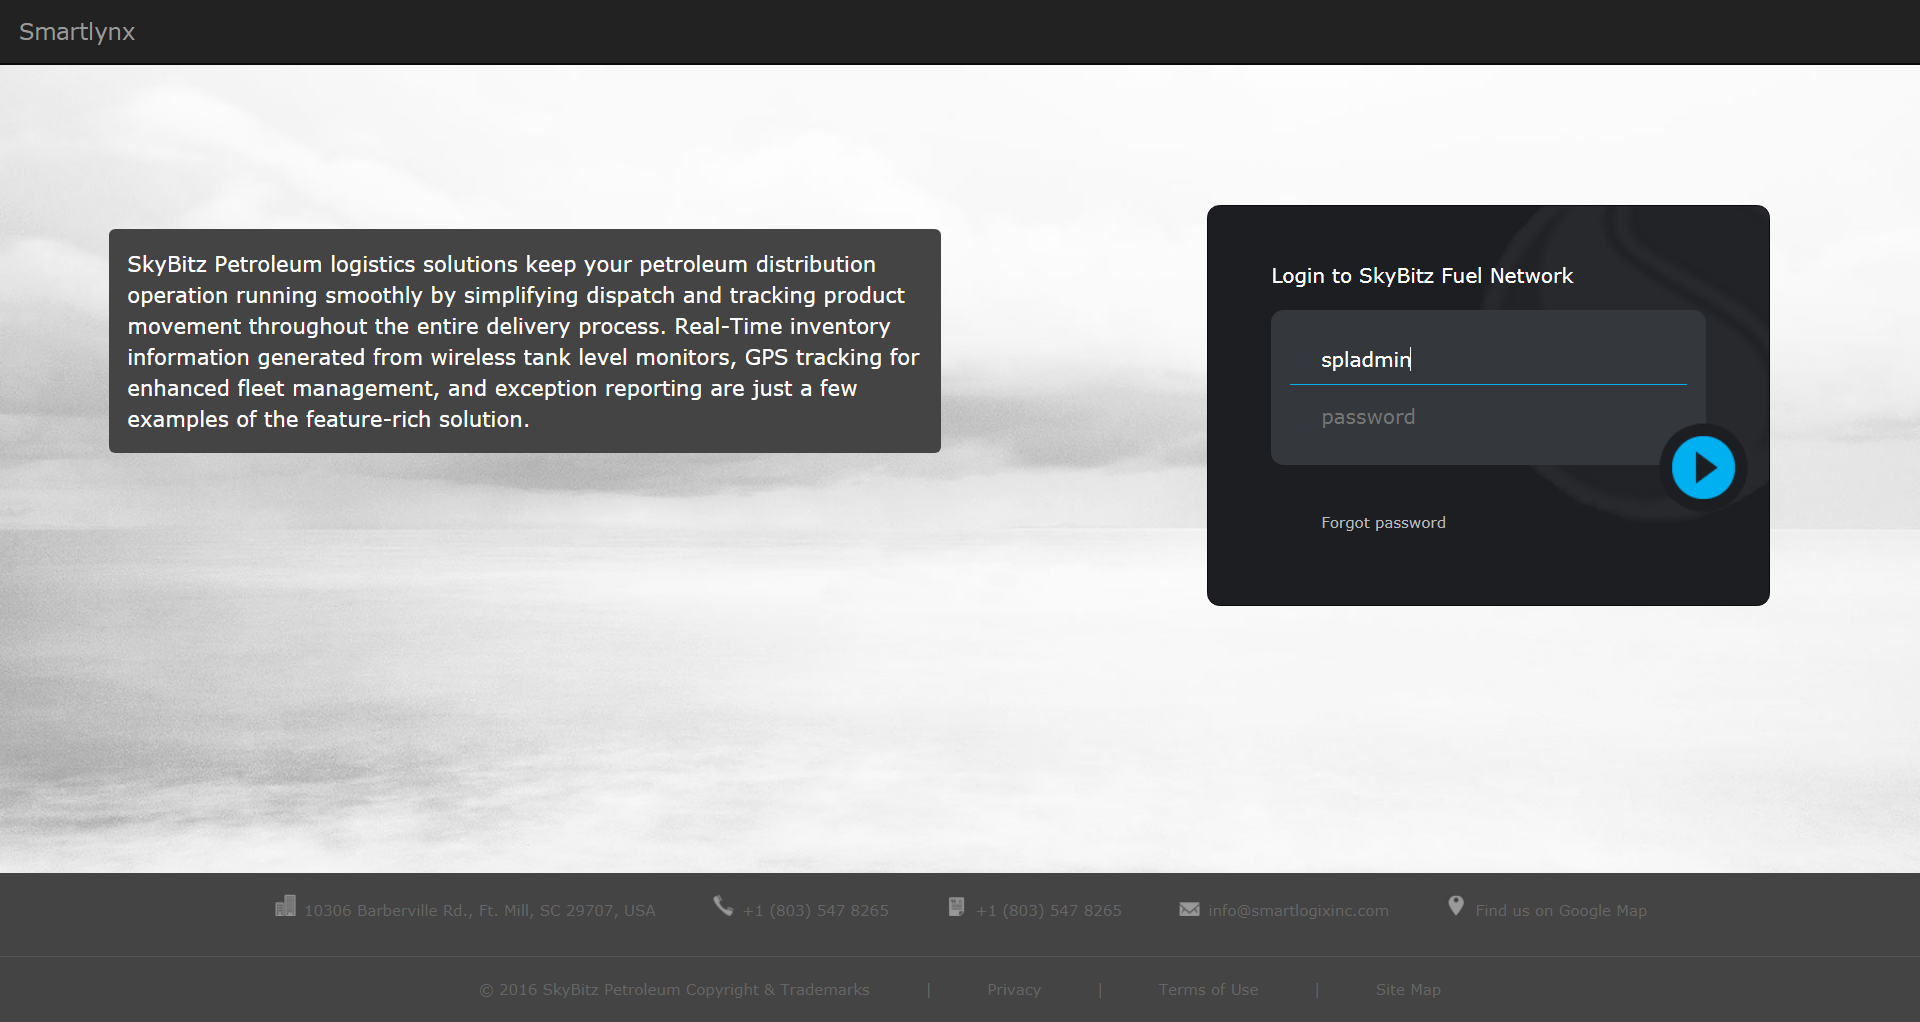 Smartlynx
SkyBitz Petroleum logistics solutions keep your petroleum distribution
operation running smoothly by simplifying dispatch and tracking product
movement throughout the entire delivery process. Real-Time inventory
information generated from wireless tank level monitors, GPS tracking for
enhanced fleet management, and exception reporting are just a few
examples of the feature-rich solution.
Login to SkyBitz Fuel Network
spladmin
password
Forgot password
10306 Barberville Rd., Ft. Mill, SC 29707, USA
+1 (803) 547 8265
+1 (803) 547 8265
info@smartlogixinc.com
Find us on Google Map
© 2016 SkyBitz Petroleum Copyright & Trademarks | Privacy | Terms of Use | Site Map